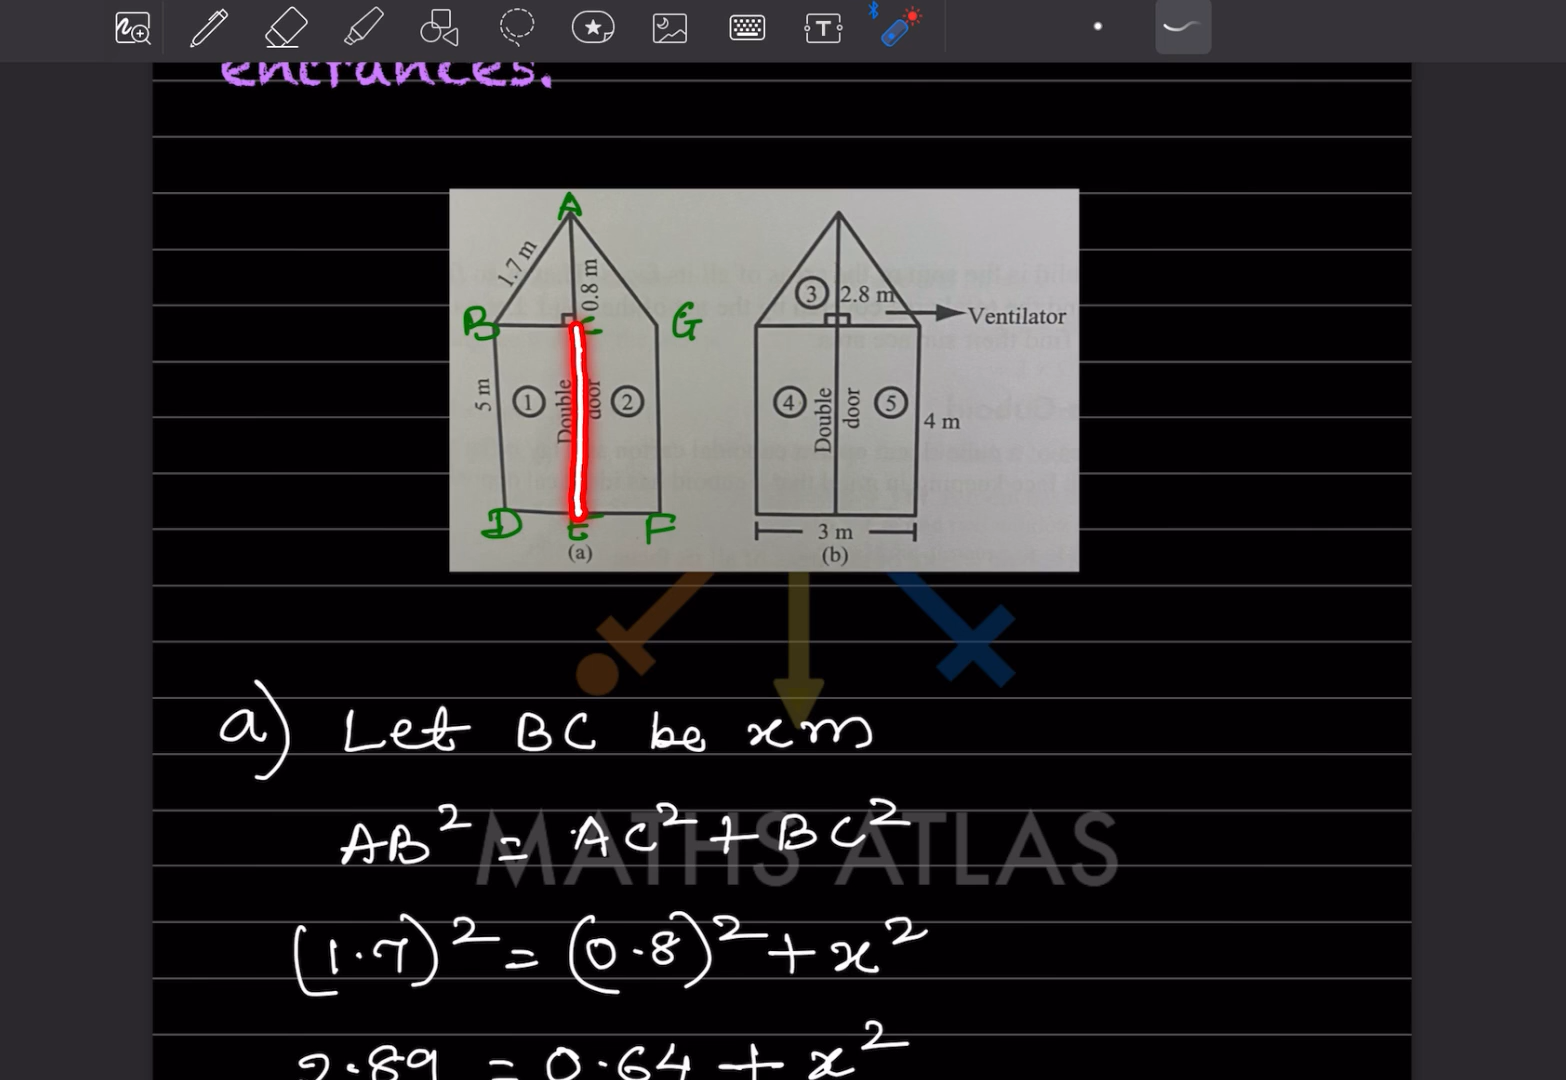 entrances.
A
1.7 m
0.8 m
B
G
5 m
1
Double
door
2
D
E
F
(a)
3
2.8 m
Ventilator
4
Double
door
5
4 m
3 m
(b)
a) Let BC be x m
MATHS ATLAS
AB² = AC² + BC²
(1.7)² = (0.8)² + x²
2.89 = 0.64 + x²